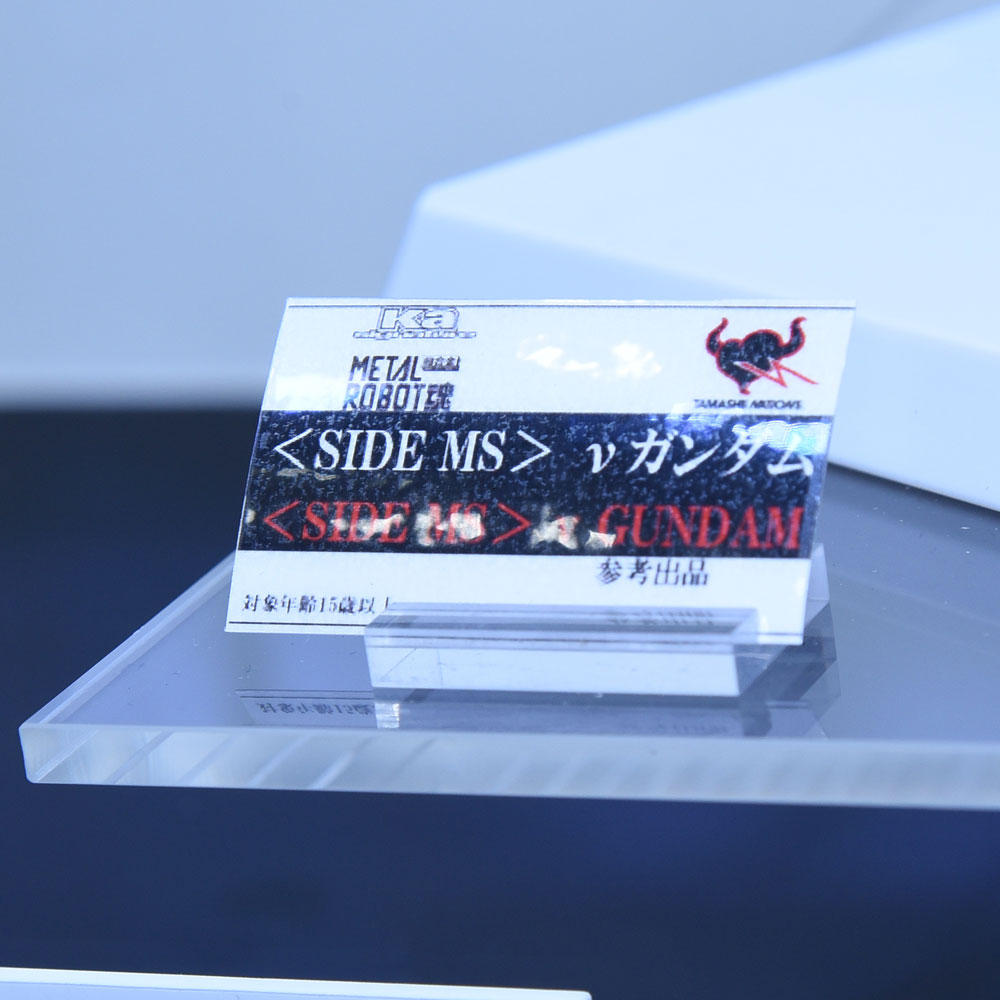 Ka
signature
METAL
ROBOT魂
TAMASHII NATIONS
<SIDE MS> νガンダム
<SIDE MS> ν GUNDAM
参考出品
対象年齢15歳以上